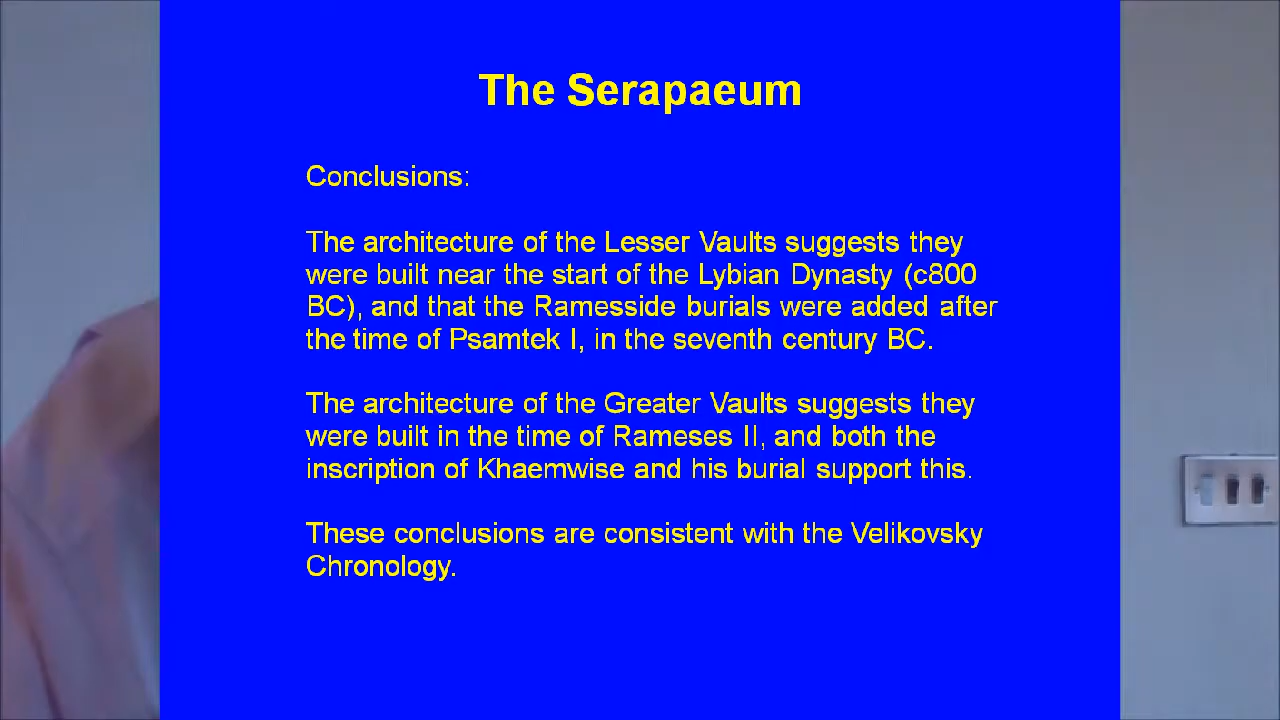 The Serapaeum
Conclusions:
The architecture of the Lesser Vaults suggests they
were built near the start of the Lybian Dynasty (c800
BC), and that the Ramesside burials were added after
the time of Psamtek I, in the seventh century BC.
The architecture of the Greater Vaults suggests they
were built in the time of Rameses II, and both the
inscription of Khaemwise and his burial support this.
These conclusions are consistent with the Velikovsky
Chronology.